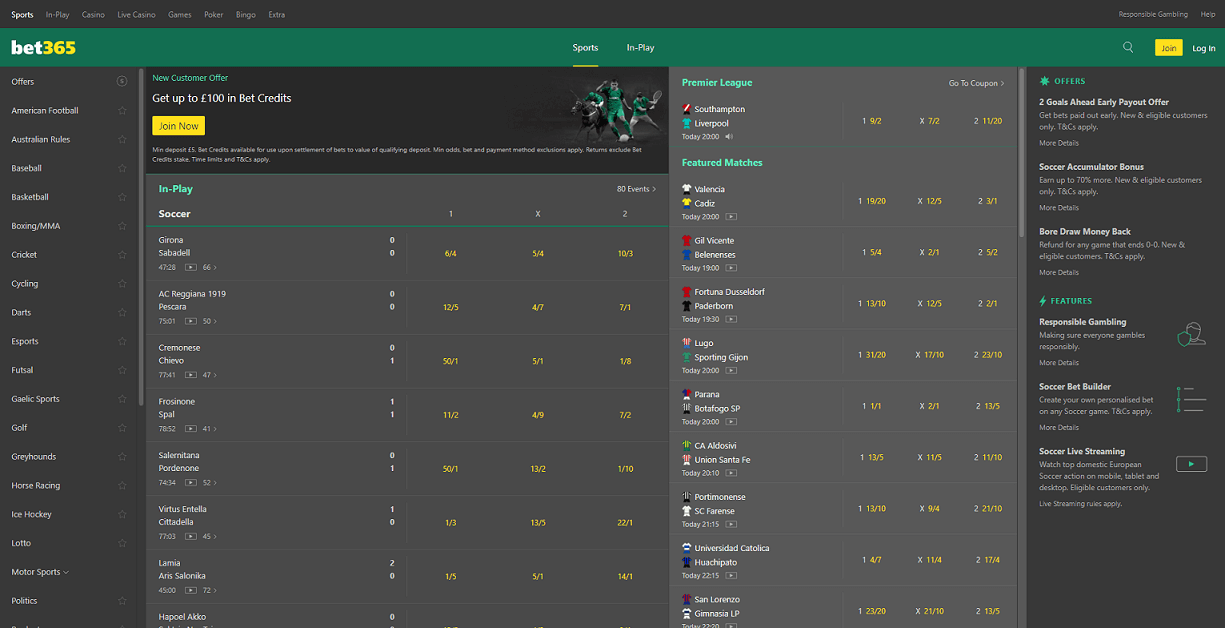 Sports In-Play Casino Live Casino Games Poker Bingo Extra
Responsible Gambling Help
bet365
Sports In-Play
Join Log In
Offers
American Football
Australian Rules
Baseball
Basketball
Boxing/MMA
Cricket
Cycling
Darts
Esports
Futsal
Gaelic Sports
Golf
Greyhounds
Horse Racing
Ice Hockey
Lotto
Motor Sports
Politics
New Customer Offer
Get up to £100 in Bet Credits
Join Now
Min deposit £5. Bet Credits available for use upon settlement of bets to value of qualifying deposit. Min odds, bet and payment method exclusions apply. Returns exclude Bet
Credits stake. Time limits and T&Cs apply.
In-Play 80 Events >
Soccer 1 X 2
Girona 0
Sabadell 0
6/4 5/4 10/3
47:28 66 >
AC Reggiana 1919 0
Pescara 0
12/5 4/7 7/1
75:01 50 >
Cremonese 0
Chievo 1
50/1 5/1 1/8
77:41 47 >
Frosinone 1
Spal 1
11/2 4/9 7/2
78:52 41 >
Salernitana 0
Pordenone 1
50/1 13/2 1/10
74:34 52 >
Virtus Entella 1
Cittadella 0
1/3 13/5 22/1
77:03 45 >
Lamia 2
Aris Salonika 0
1/5 5/1 14/1
45:00 72 >
Hapoel Akko 0
Premier League Go To Coupon >
Southampton
Liverpool
1 9/2 X 7/2 2 11/20
Today 20:00
Featured Matches
Valencia
Cadiz
1 19/20 X 12/5 2 3/1
Today 20:00
Gil Vicente
Belenenses
1 5/4 X 2/1 2 5/2
Today 19:00
Fortuna Dusseldorf
Paderborn
1 13/10 X 12/5 2 2/1
Today 19:30
Lugo
Sporting Gijon
1 31/20 X 17/10 2 23/10
Today 20:00
Parana
Botafogo SP
1 1/1 X 2/1 2 13/5
Today 20:00
CA Aldosivi
Union Santa Fe
1 13/5 X 11/5 2 11/10
Today 20:10
Portimonense
SC Farense
1 13/10 X 9/4 2 21/10
Today 21:15
Universidad Catolica
Huachipato
1 4/7 X 11/4 2 17/4
Today 22:15
San Lorenzo
Gimnasia LP
1 23/20 X 21/10 2 13/5
Today 22:20
OFFERS
2 Goals Ahead Early Payout Offer
Get bets paid out early. New & eligible customers
only. T&Cs apply.
More Details
Soccer Accumulator Bonus
Earn up to 70% more. New & eligible customers
only. T&Cs apply.
More Details
Bore Draw Money Back
Refund for any game that ends 0-0. New &
eligible customers. T&Cs apply.
More Details
FEATURES
Responsible Gambling
Making sure everyone gambles
responsibly.
More Details
Soccer Bet Builder
Create your own personalised bet
on any Soccer game. T&Cs apply.
More Details
Soccer Live Streaming
Watch top domestic European
Soccer action on mobile, tablet and
desktop. Eligible customers only.
Live Streaming rules apply.